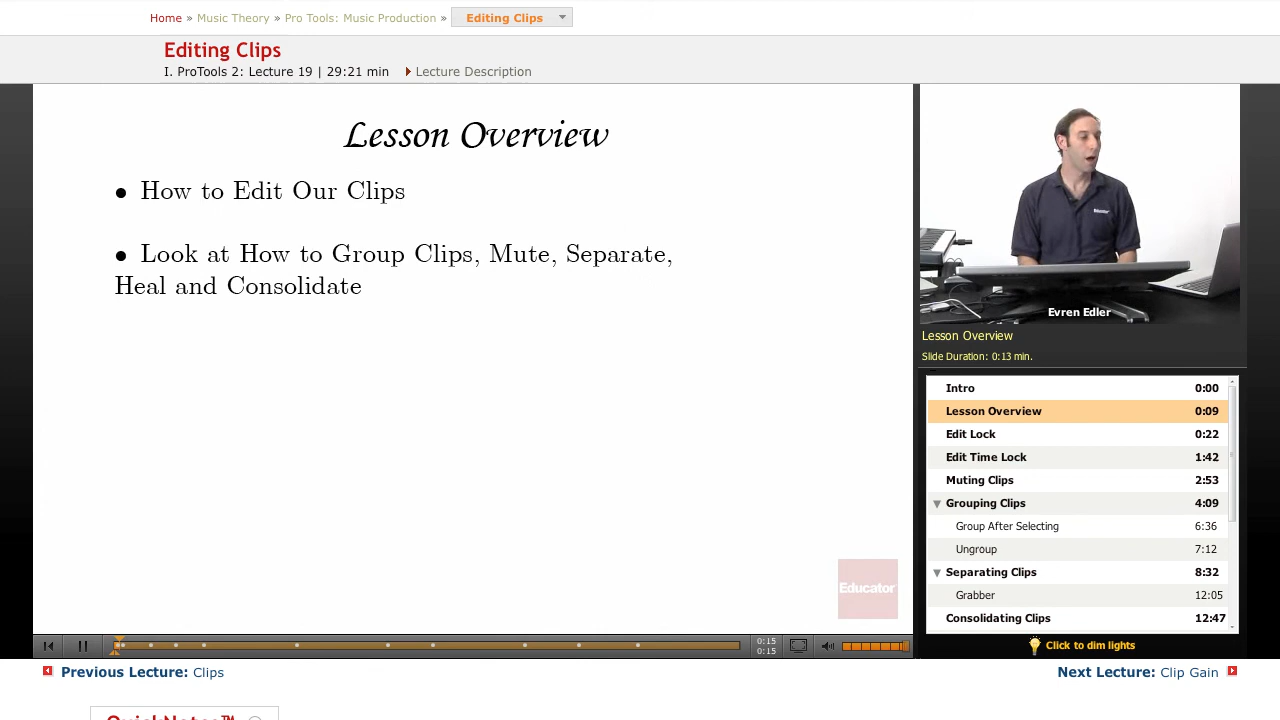 Home » Music Theory » Pro Tools: Music Production » Editing Clips
Editing Clips
I. ProTools 2: Lecture 19 | 29:21 min Lecture Description
Lesson Overview
• How to Edit Our Clips
• Look at How to Group Clips, Mute, Separate,
Heal and Consolidate
Educator
Educator
Evren Edler
Lesson Overview
Slide Duration: 0:13 min.
Intro 0:00
Lesson Overview 0:09
Edit Lock 0:22
Edit Time Lock 1:42
Muting Clips 2:53
Grouping Clips 4:09
Group After Selecting 6:36
Ungroup 7:12
Separating Clips 8:32
Grabber 12:05
Consolidating Clips 12:47
0:15
0:15
Click to dim lights
Previous Lecture: Clips
Next Lecture: Clip Gain
QuickNotes™